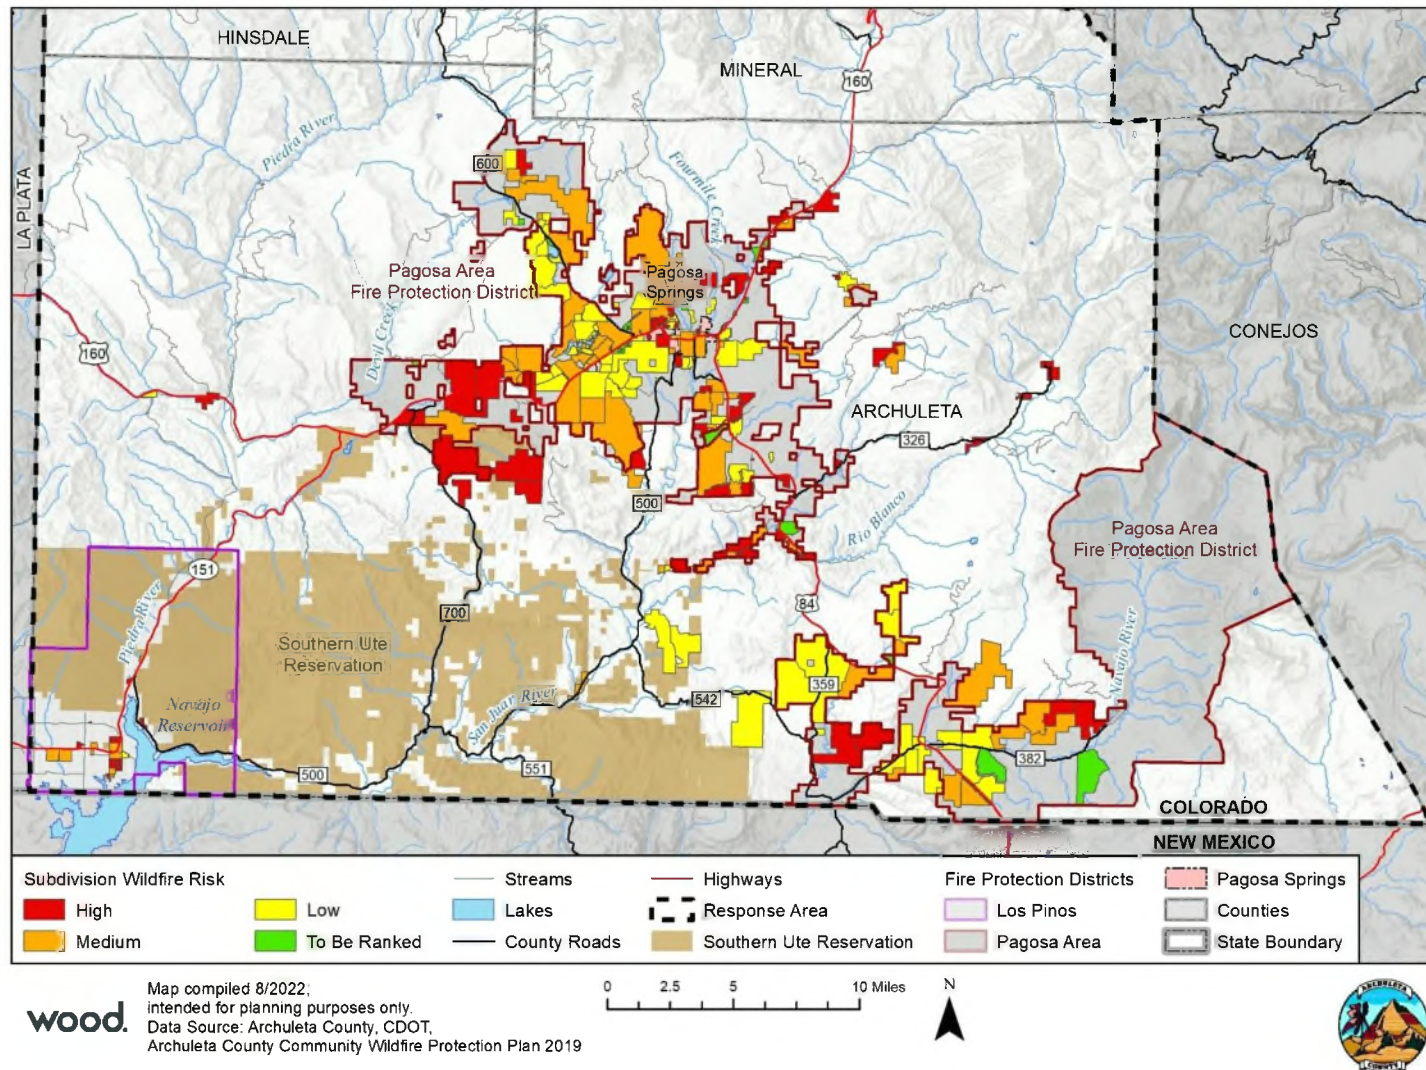 HINSDALE
MINERAL
160
Piedra River
600
Fourmile Creek
LA PLATA
Pagosa Area
Fire Protection District
Pagosa
Springs
CONEJOS
Devil Creek
160
ARCHULETA
326
500
Rio Blanco
Pagosa Area
Fire Protection District
151
Piedra River
700
84
Navajo River
Southern Ute
Reservation
359
542
San Juan River
Navajo
Reservoir
382
500
551
COLORADO
NEW MEXICO
Subdivision Wildfire Risk
High
Medium
Low
To Be Ranked
Streams
Lakes
County Roads
Highways
Response Area
Southern Ute Reservation
Fire Protection Districts
Los Pinos
Pagosa Area
Pagosa Springs
Counties
State Boundary
wood.
Map compiled 8/2022;
intended for planning purposes only.
Data Source: Archuleta County, CDOT,
Archuleta County Community Wildfire Protection Plan 2019
0 2.5 5 10 Miles
N
ARCHULETA
COUNTY